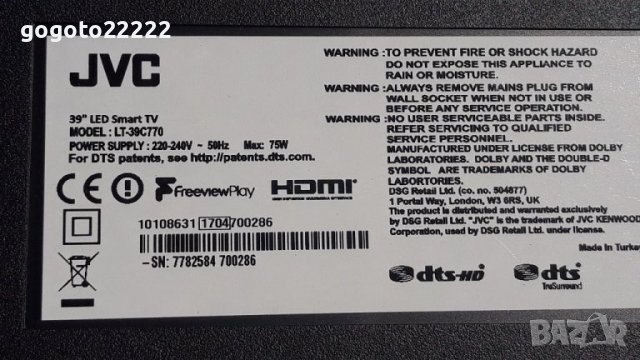 gogoto22222
JVC
39" LED Smart TV
MODEL: LT-39C770
POWER SUPPLY : 220-240V ~ 50Hz Max: 75W
For DTS patents, see http://patents.dts.com.
FreeviewPlay
HDMI
10108631 1704 700286
-SN: 7782584 700286
WARNING :TO PREVENT FIRE OR SHOCK HAZARD
DO NOT EXPOSE THIS APPLIANCE TO
RAIN OR MOISTURE.
WARNING :ALWAYS REMOVE MAINS PLUG FROM
WALL SOCKET WHEN NOT IN USE OR
BEFORE ANY SERVICE OPERATION.
WARNING :NO USER SERVICEABLE PARTS INSIDE.
REFER SERVICING TO QUALIFIED
SERVICE PERSONNEL.
MANUFACTURED UNDER LICENSE FROM DOLBY
LABORATORIES. DOLBY AND THE DOUBLE-D
SYMBOL ARE TRADEMARKS OF DOLBY
LABORTORIES.
DSG Retail Ltd. (co. no. 504877)
1 Portal Way, London, W3 6RS, UK
The product is derived and warranted exclusively
by DSG Retail Ltd. "JVC" is the trademark of JVC KENWOOD
Corporation, used by DSG Retail Ltd. under license.
Made in Turke
dts-HD
dts
TruSurround
BAZAR